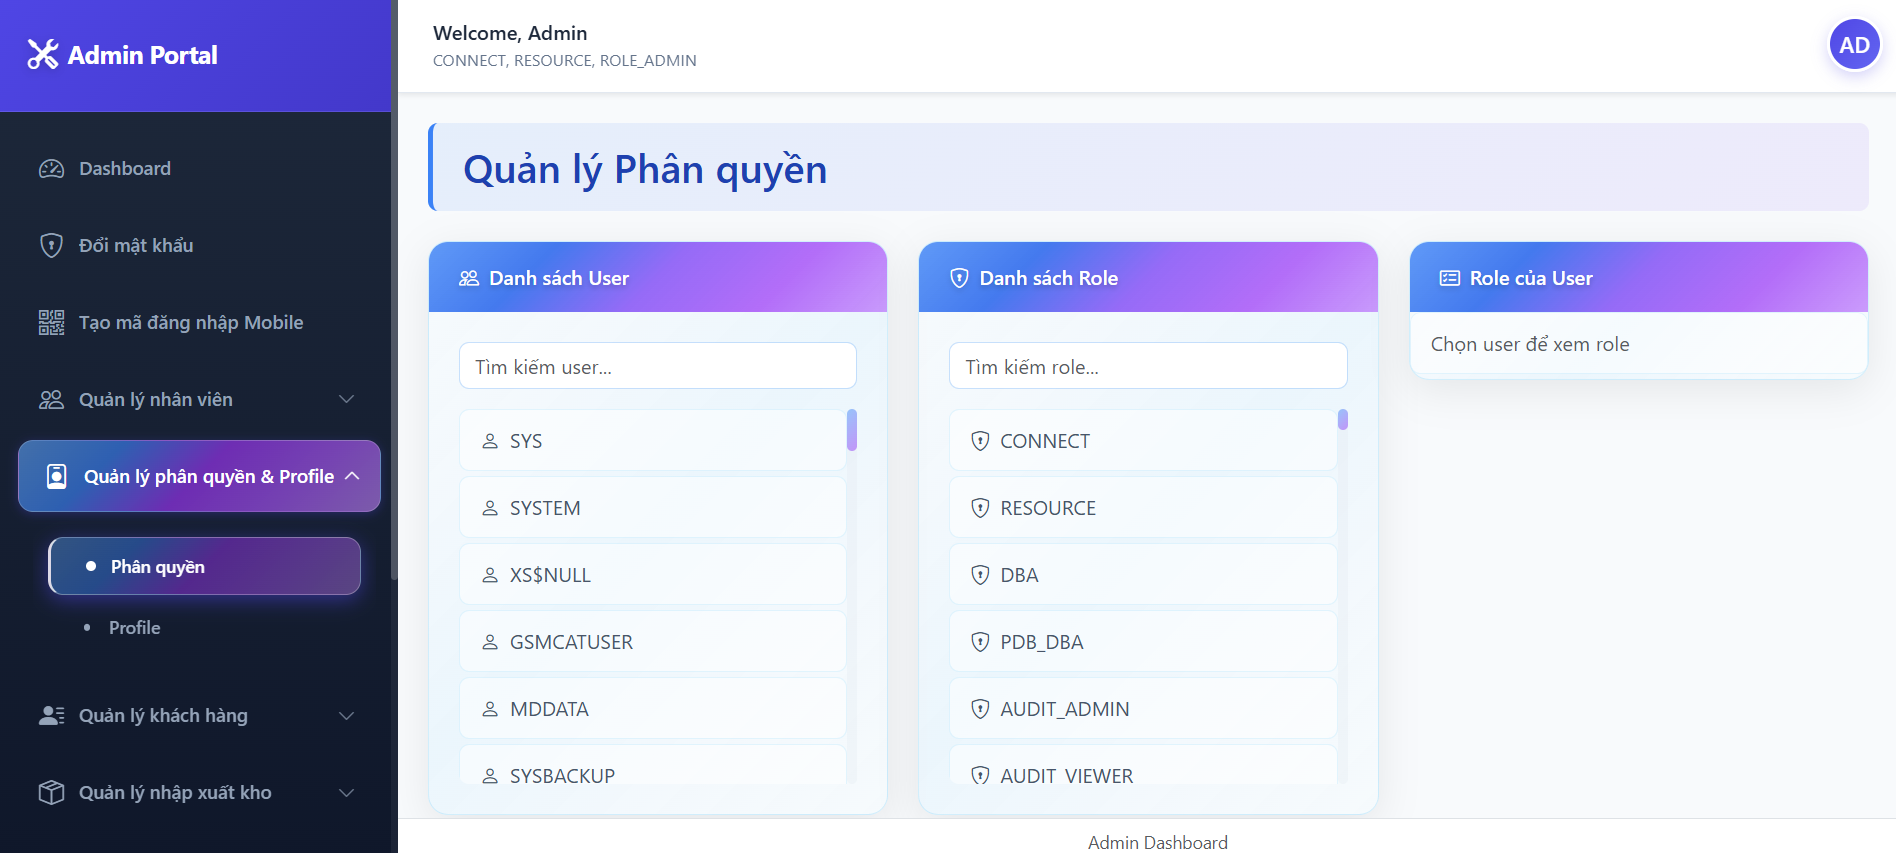 Admin Portal
Dashboard
Đổi mật khẩu
Tạo mã đăng nhập Mobile
Quản lý nhân viên
Quản lý phân quyền & Profile
Phân quyền
Profile
Quản lý khách hàng
Quản lý nhập xuất kho
Welcome, Admin
CONNECT, RESOURCE, ROLE_ADMIN
AD
Quản lý Phân quyền
Danh sách User
Tìm kiếm user...
SYS
SYSTEM
XS$NULL
GSMCATUSER
MDDATA
SYSBACKUP
Danh sách Role
Tìm kiếm role...
CONNECT
RESOURCE
DBA
PDB_DBA
AUDIT_ADMIN
AUDIT_VIEWER
Role của User
Chọn user để xem role
Admin Dashboard